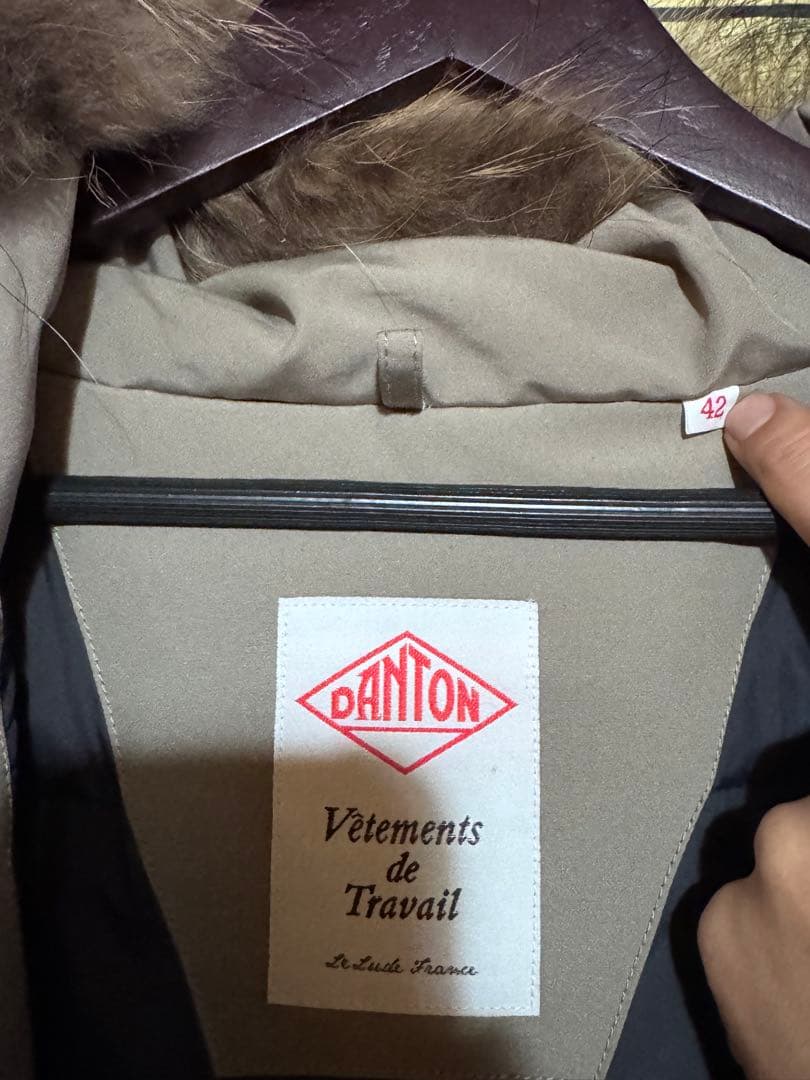 42
DANTON
Vêtements
de
Travail
Le Lude France